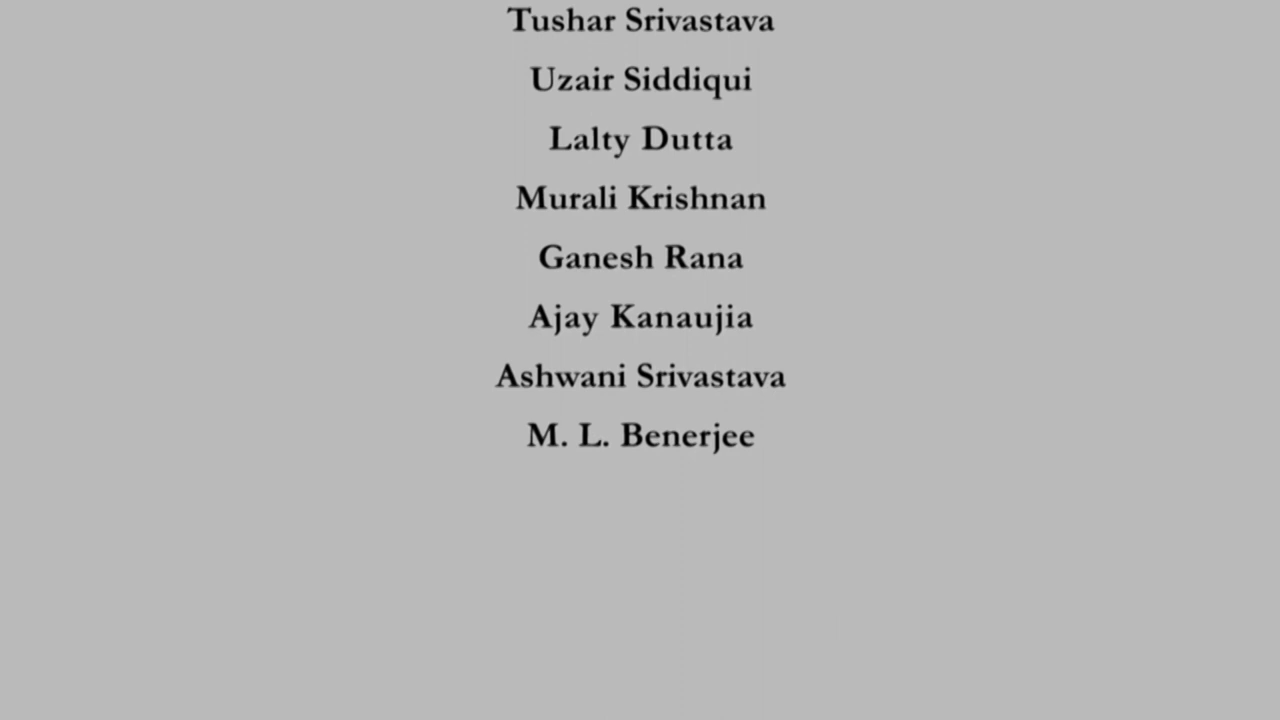 Tushar Srivastava
Uzair Siddiqui
Lalty Dutta
Murali Krishnan
Ganesh Rana
Ajay Kanaujia
Ashwani Srivastava
M. L. Benerjee